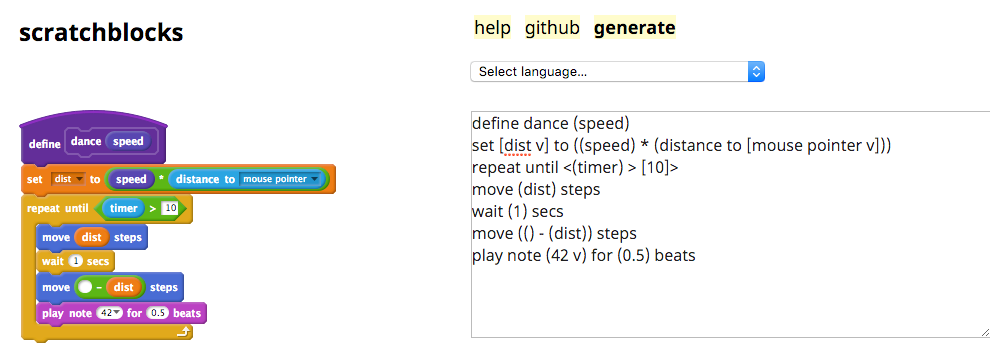 scratchblocks
help github generate
Select language...
define dance speed
set dist to speed * distance to mouse pointer
repeat until timer > 10
move dist steps
wait 1 secs
move - dist steps
play note 42 for 0.5 beats
define dance (speed)
set [dist v] to ((speed) * (distance to [mouse pointer v]))
repeat until <(timer) > [10]>
move (dist) steps
wait (1) secs
move (() - (dist)) steps
play note (42 v) for (0.5) beats